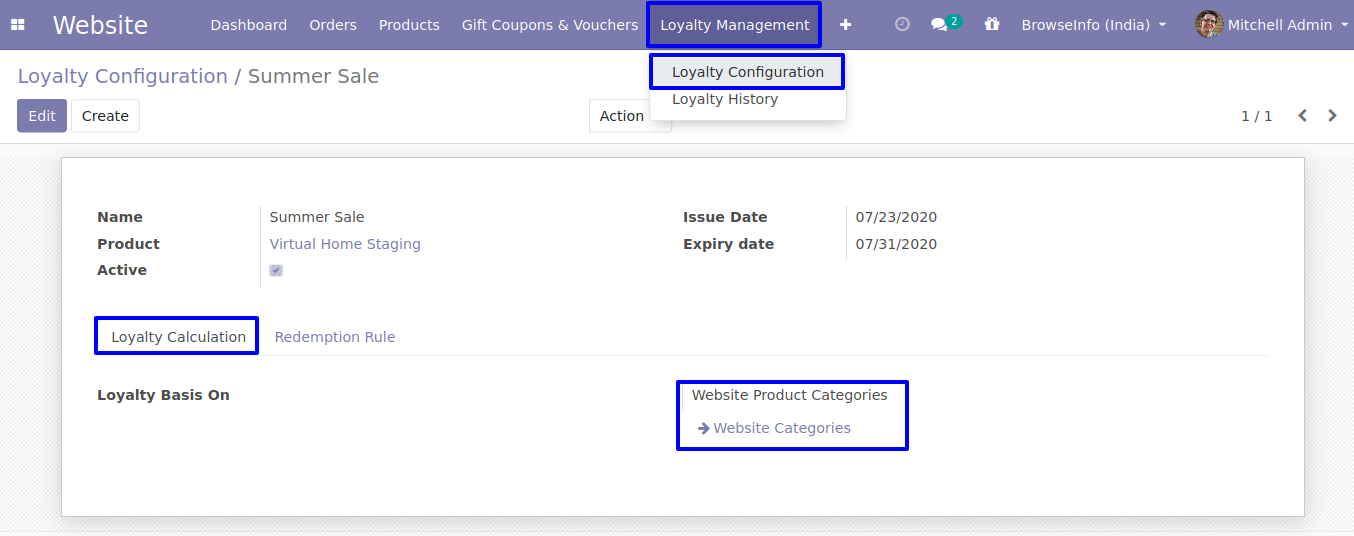 Website Dashboard Orders Products Gift Coupons & Vouchers Loyalty Management 2 BrowseInfo (India) Mitchell Admin
Loyalty Configuration / Summer Sale
Loyalty Configuration
Loyalty History
Edit Create Action 1 / 1
Name Summer Sale Issue Date 07/23/2020
Product Virtual Home Staging Expiry date 07/31/2020
Active
Loyalty Calculation Redemption Rule
Loyalty Basis On Website Product Categories
Website Categories